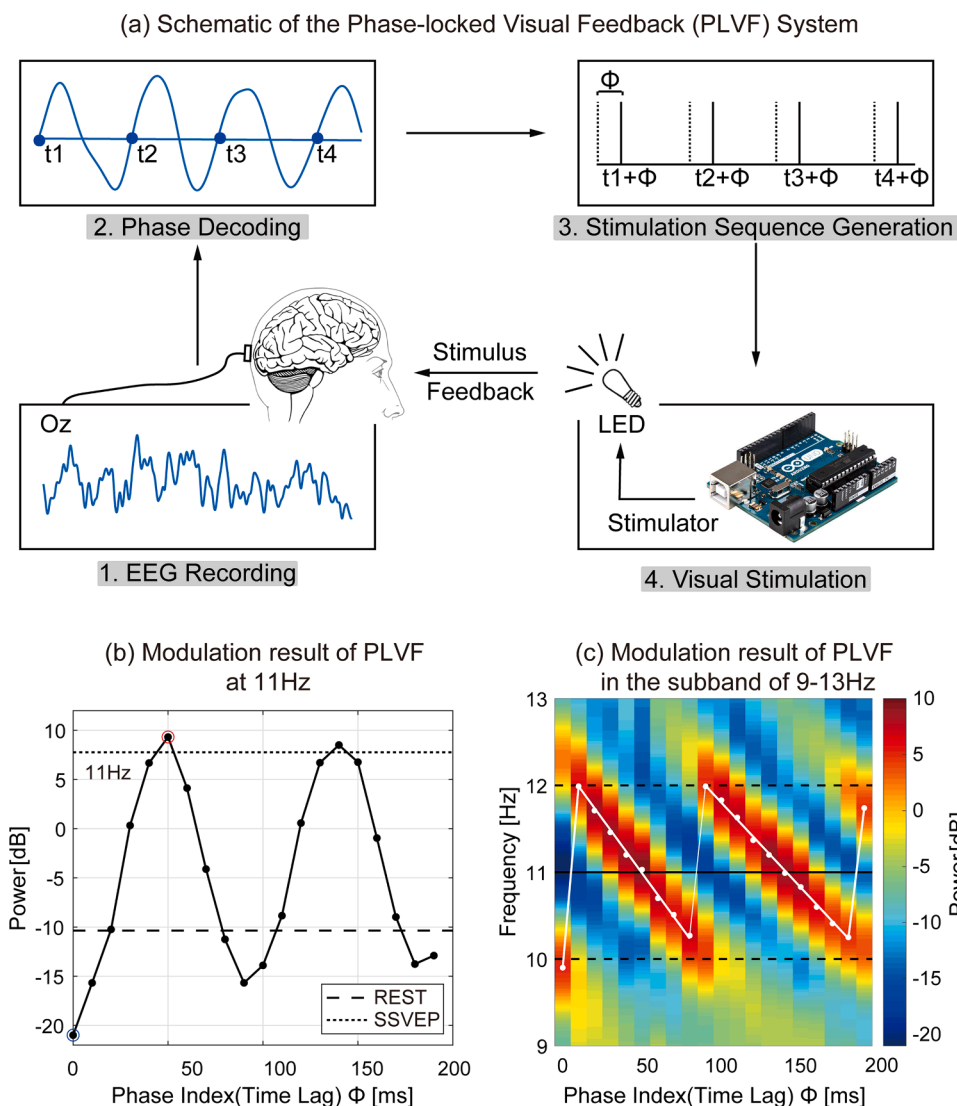 (a) Schematic of the Phase-locked Visual Feedback (PLVF) System
t1 t2 t3 t4
2. Phase Decoding
Φ
t1+Φ t2+Φ t3+Φ t4+Φ
3. Stimulation Sequence Generation
Stimulus
Feedback
Oz
1. EEG Recording
LED
Stimulator
4. Visual Stimulation
(b) Modulation result of PLVF
at 11Hz
Power [dB]
10
5
0
-5
-10
-15
-20
11Hz
REST
SSVEP
0 50 100 150 200
Phase Index(Time Lag) Φ [ms]
(c) Modulation result of PLVF
in the subband of 9-13Hz
Frequency [Hz]
13
12
11
10
9
0 50 100 150 200
Phase Index(Time Lag) Φ [ms]
10
5
0
-5
-10
-15
-20
Power[dB]